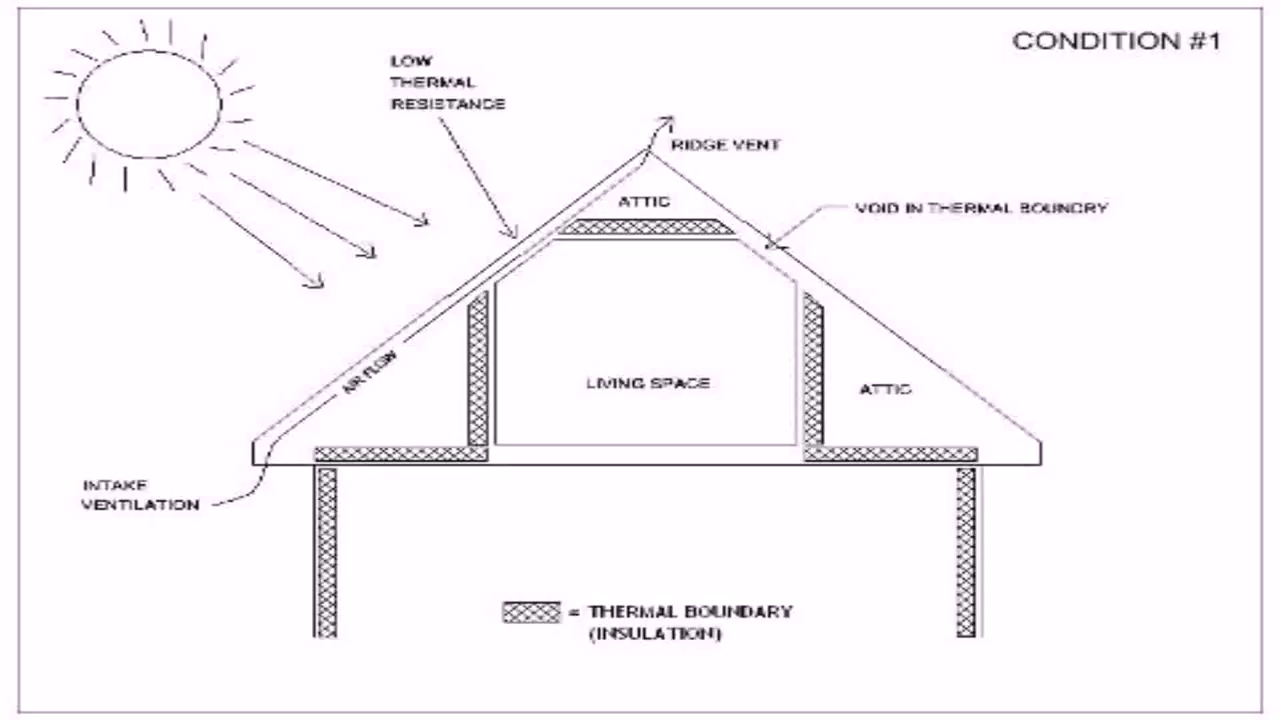 CONDITION #1
LOW
THERMAL
RESISTANCE
RIDGE VENT
ATTIC
VOID IN THERMAL BOUNDRY
AIR FLOW
LIVING SPACE
ATTIC
INTAKE
VENTILATION
= THERMAL BOUNDARY
(INSULATION)